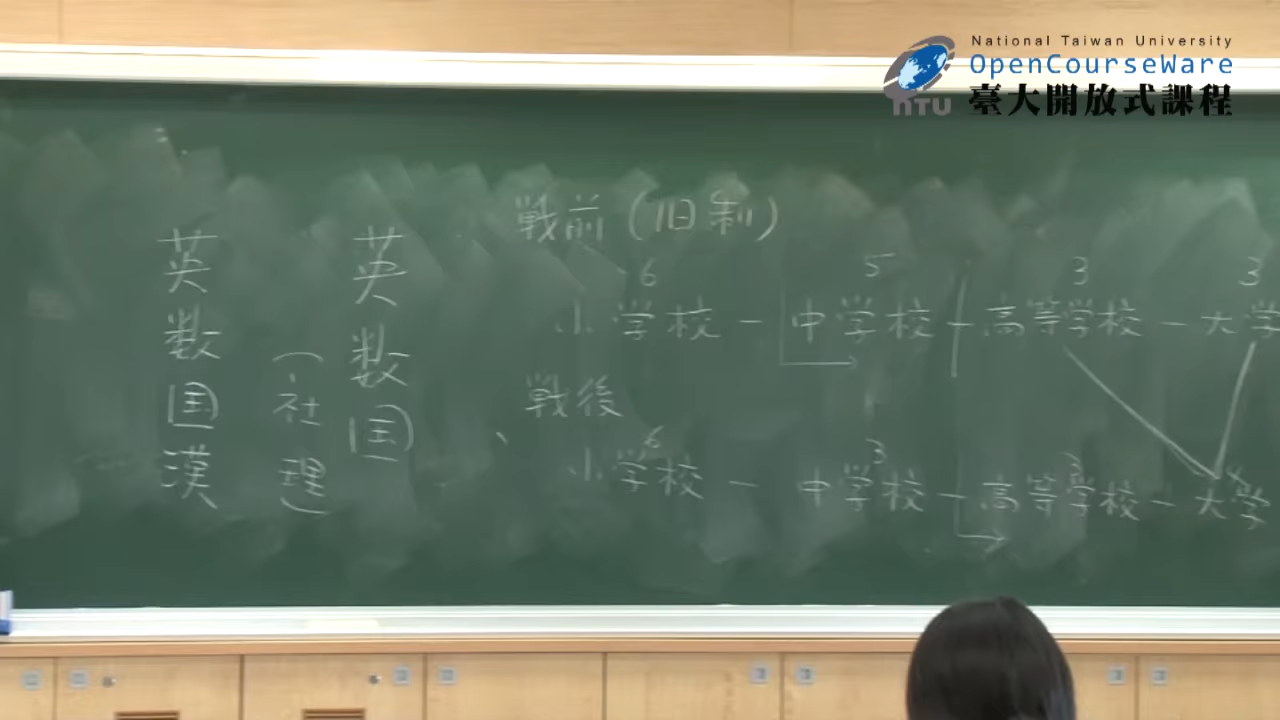 National Taiwan University
OpenCourseWare
臺大開放式課程
NTU
戦前(旧制)
6 5 3 3
小学校－中学校－高等学校－大学
戦後
6 3 3 4
小学校－中学校－高等学校－大学
英数国
(社理)
英数国漢